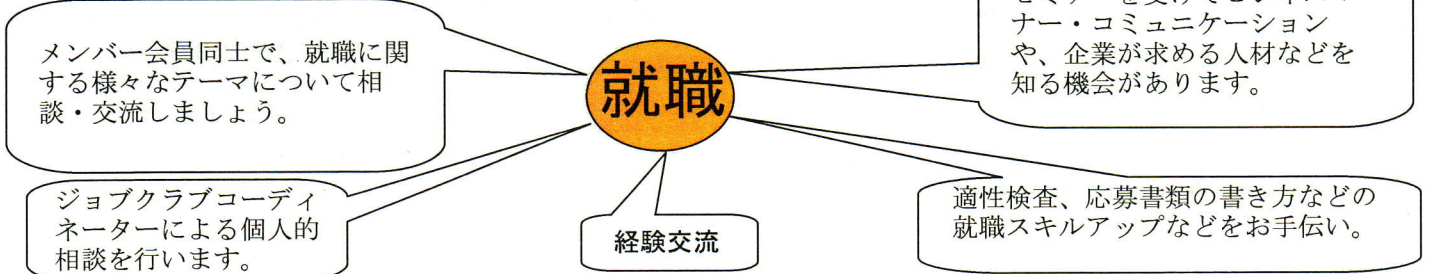 メンバー会員同士で、就職に関
する様々なテーマについて相
談・交流しましょう。
就職
ナー・コミュニケーション
や、企業が求める人材などを
知る機会があります。
ジョブクラブコーディ
ネーターによる個人的
相談を行います。
経験交流
適性検査、応募書類の書き方などの
就職スキルアップなどをお手伝い。